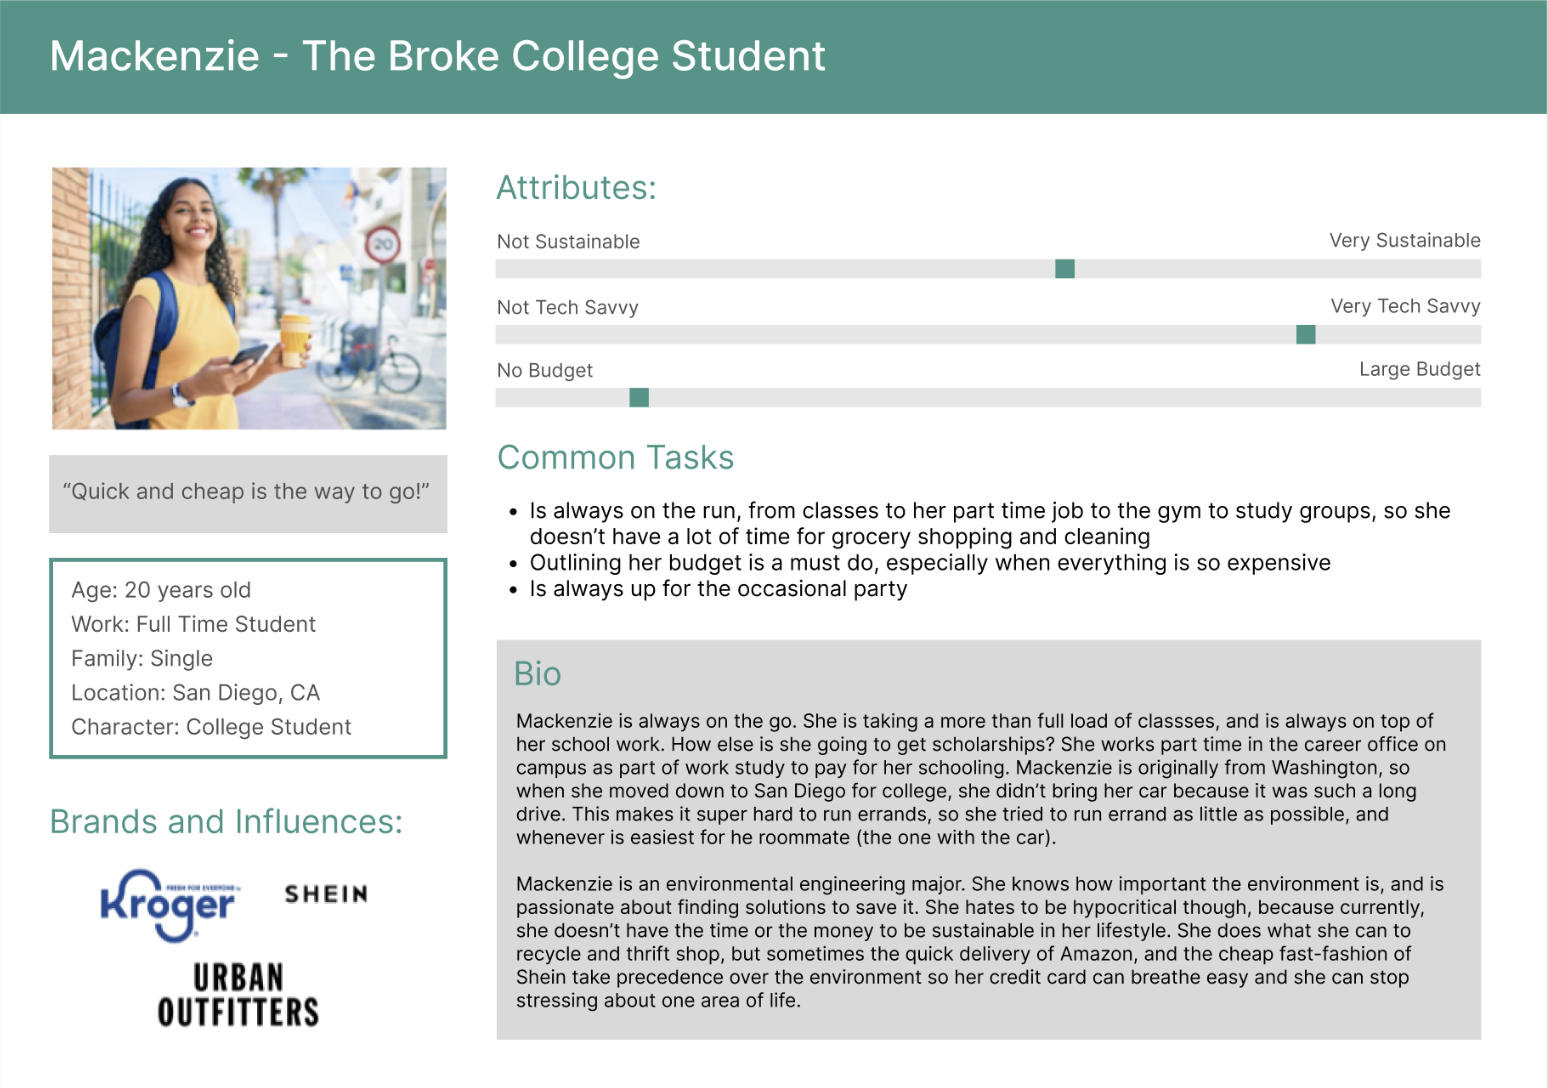 Mackenzie - The Broke College Student
20
“Quick and cheap is the way to go!”
Age: 20 years old
Work: Full Time Student
Family: Single
Location: San Diego, CA
Character: College Student
Brands and Influences:
FRESH FOR EVERYONE™
Kroger®
SHEIN
URBAN
OUTFITTERS
Attributes:
Not Sustainable
Very Sustainable
Not Tech Savvy
Very Tech Savvy
No Budget
Large Budget
Common Tasks
• Is always on the run, from classes to her part time job to the gym to study groups, so she
doesn’t have a lot of time for grocery shopping and cleaning
• Outlining her budget is a must do, especially when everything is so expensive
• Is always up for the occasional party
Bio
Mackenzie is always on the go. She is taking a more than full load of classses, and is always on top of
her school work. How else is she going to get scholarships? She works part time in the career office on
campus as part of work study to pay for her schooling. Mackenzie is originally from Washington, so
when she moved down to San Diego for college, she didn’t bring her car because it was such a long
drive. This makes it super hard to run errands, so she tried to run errand as little as possible, and
whenever is easiest for he roommate (the one with the car).
Mackenzie is an environmental engineering major. She knows how important the environment is, and is
passionate about finding solutions to save it. She hates to be hypocritical though, because currently,
she doesn’t have the time or the money to be sustainable in her lifestyle. She does what she can to
recycle and thrift shop, but sometimes the quick delivery of Amazon, and the cheap fast-fashion of
Shein take precedence over the environment so her credit card can breathe easy and she can stop
stressing about one area of life.